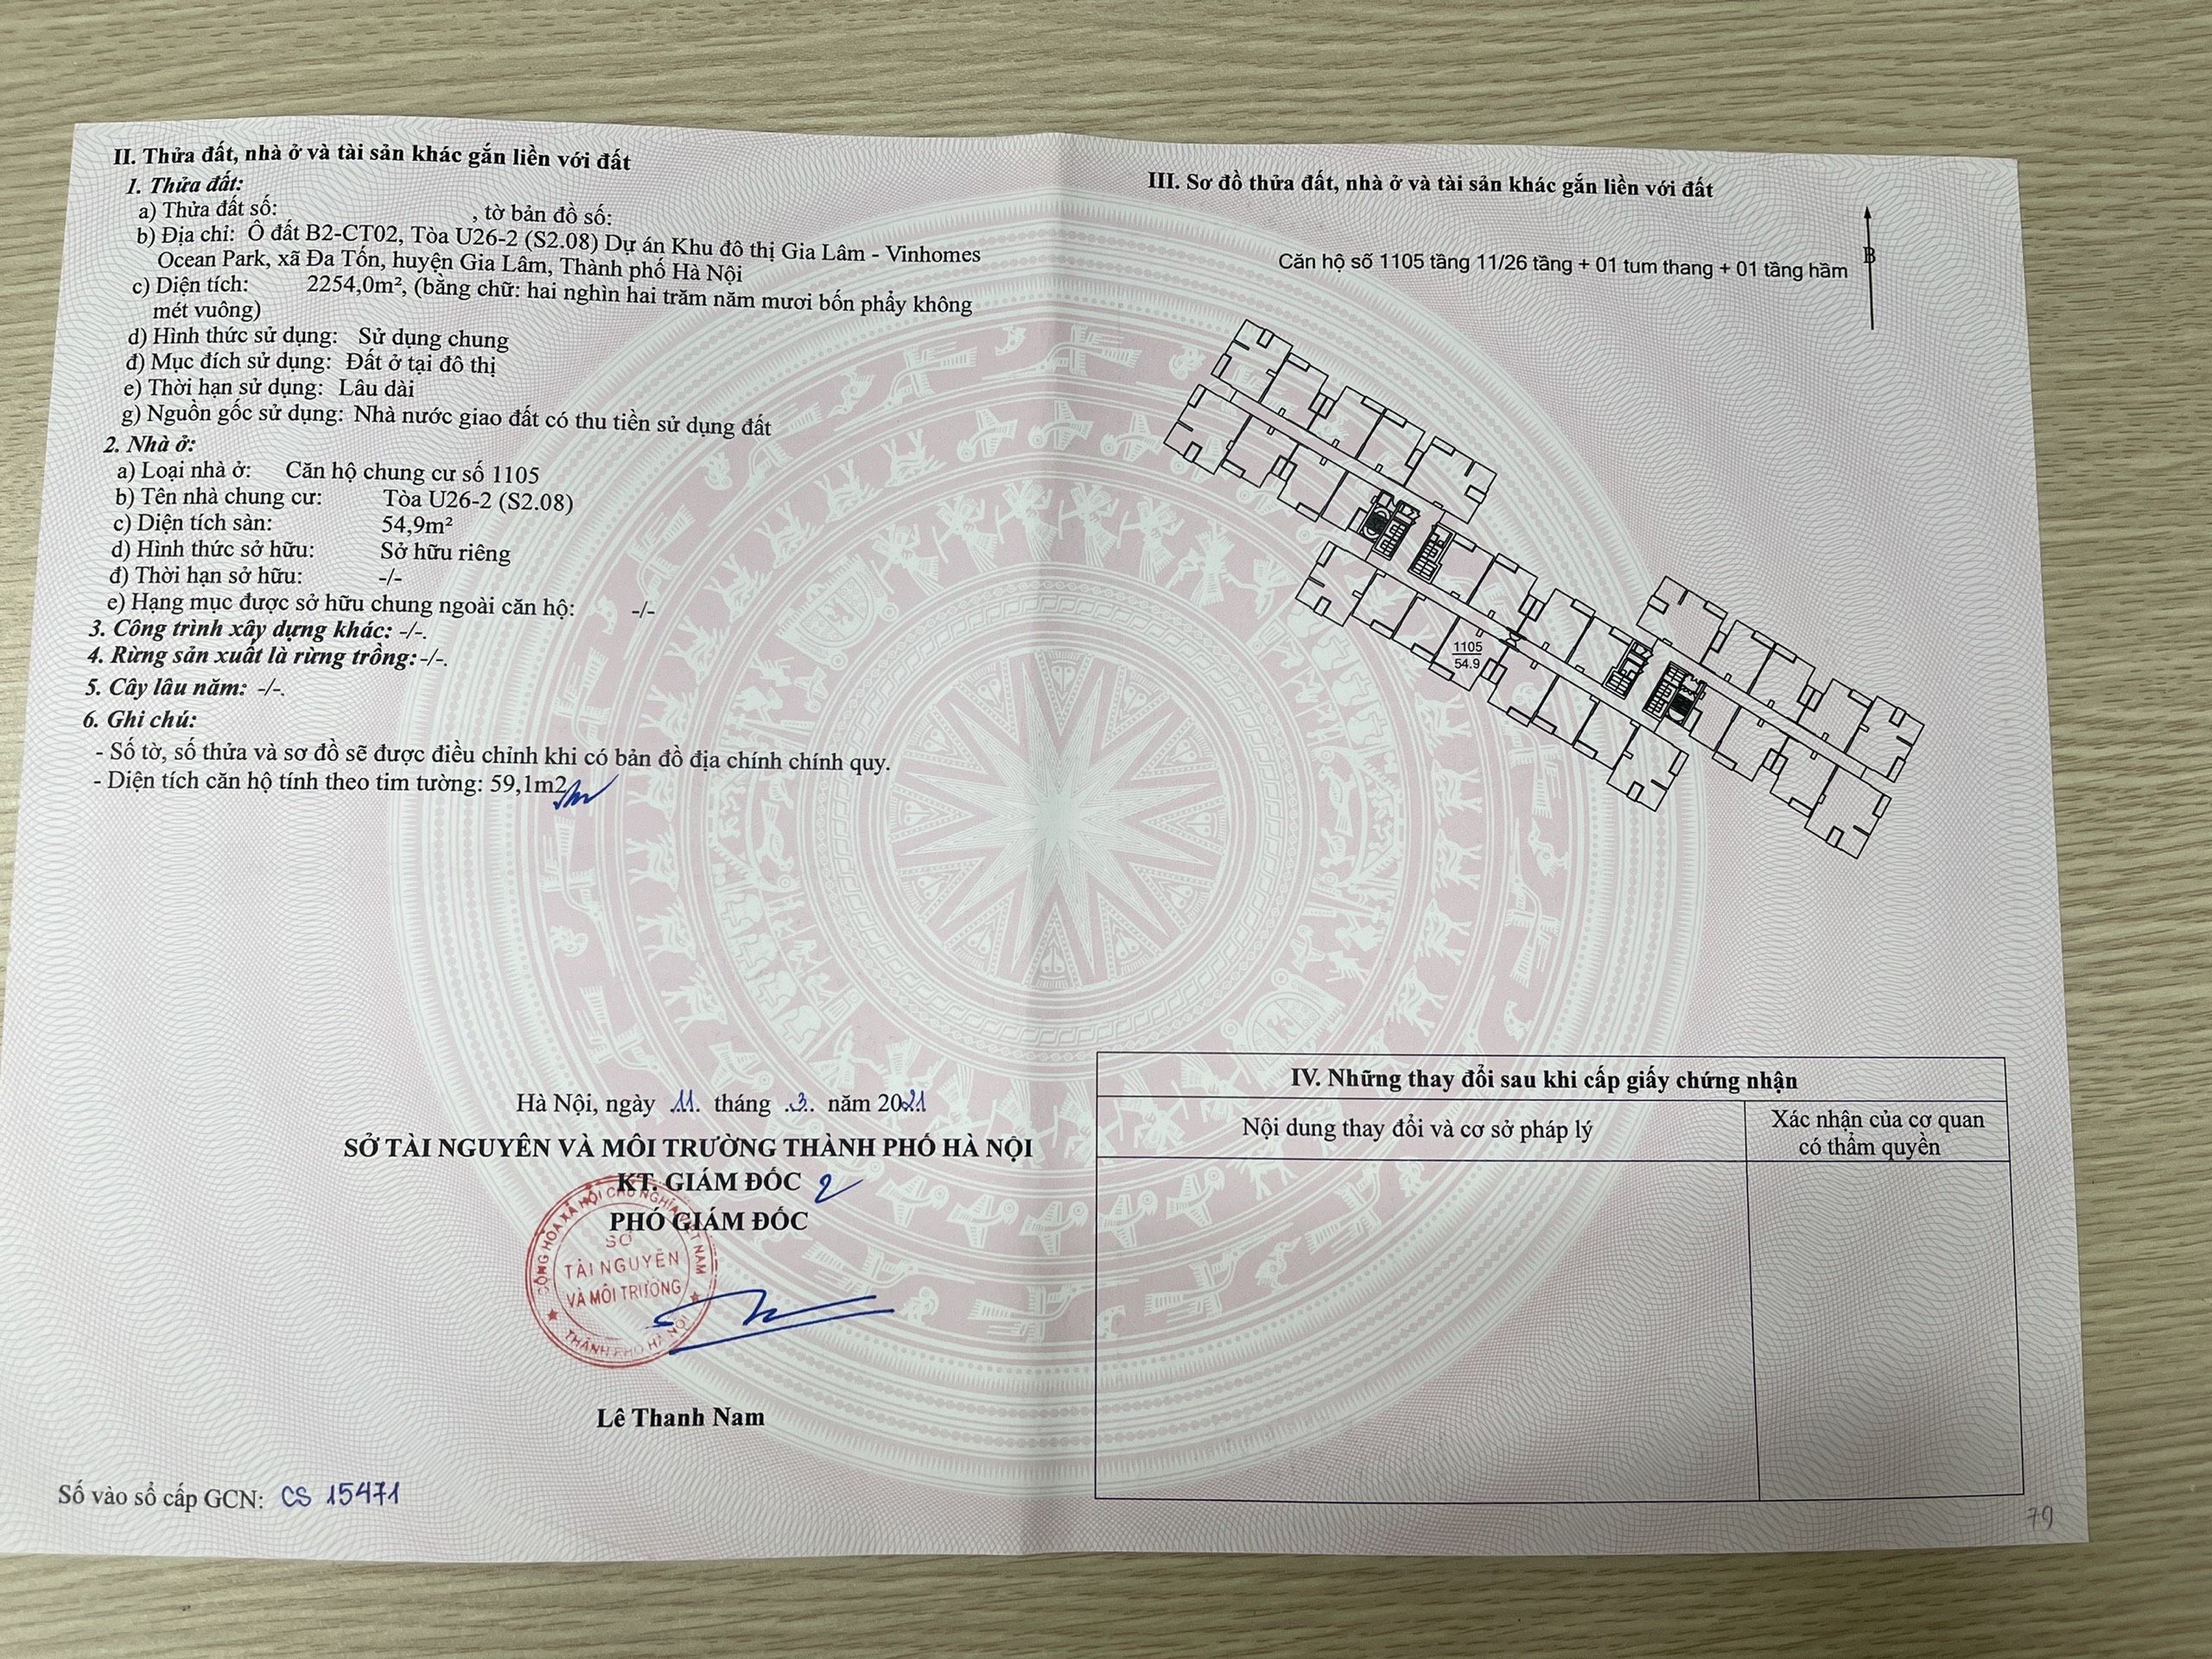 II. Thửa đất, nhà ở và tài sản khác gắn liền với đất
1. Thửa đất:
a) Thửa đất số: , tờ bản đồ số:
b) Địa chỉ: Ô đất B2-CT02, Tòa U26-2 (S2.08) Dự án Khu đô thị Gia Lâm - Vinhomes
Ocean Park, xã Đa Tốn, huyện Gia Lâm, Thành phố Hà Nội
c) Diện tích: 2254,0m², (bằng chữ: hai nghìn hai trăm năm mươi bốn phẩy không
mét vuông)
d) Hình thức sử dụng: Sử dụng chung
đ) Mục đích sử dụng: Đất ở tại đô thị
e) Thời hạn sử dụng: Lâu dài
g) Nguồn gốc sử dụng: Nhà nước giao đất có thu tiền sử dụng đất
2. Nhà ở:
a) Loại nhà ở: Căn hộ chung cư số 1105
b) Tên nhà chung cư: Tòa U26-2 (S2.08)
c) Diện tích sàn: 54,9m²
d) Hình thức sở hữu: Sở hữu riêng
đ) Thời hạn sở hữu: -/-
e) Hạng mục được sở hữu chung ngoài căn hộ: -/-
3. Công trình xây dựng khác: -/-.
4. Rừng sản xuất là rừng trồng:-/-.
5. Cây lâu năm: -/-.
6. Ghi chú:
- Số tờ, số thửa và sơ đồ sẽ được điều chỉnh khi có bản đồ địa chính chính quy.
- Diện tích căn hộ tính theo tim tường: 59,1m2
Hà Nội, ngày 11 tháng 3 năm 2021
SỞ TÀI NGUYÊN VÀ MÔI TRƯỜNG THÀNH PHỐ HÀ NỘI
KT. GIÁM ĐỐC
PHÓ GIÁM ĐỐC
CỘNG HÒA XÃ HỘI CHỦ NGHĨA VIỆT NAM
SỞ
TÀI NGUYÊN
VÀ MÔI TRƯỜNG
THÀNH PHỐ HÀ NỘI
Lê Thanh Nam
Số vào sổ cấp GCN: CS 15471
III. Sơ đồ thửa đất, nhà ở và tài sản khác gắn liền với đất
B
Căn hộ số 1105 tầng 11/26 tầng + 01 tum thang + 01 tầng hầm
1105
54.9
IV. Những thay đổi sau khi cấp giấy chứng nhận
Nội dung thay đổi và cơ sở pháp lý
Xác nhận của cơ quan
có thẩm quyền
79